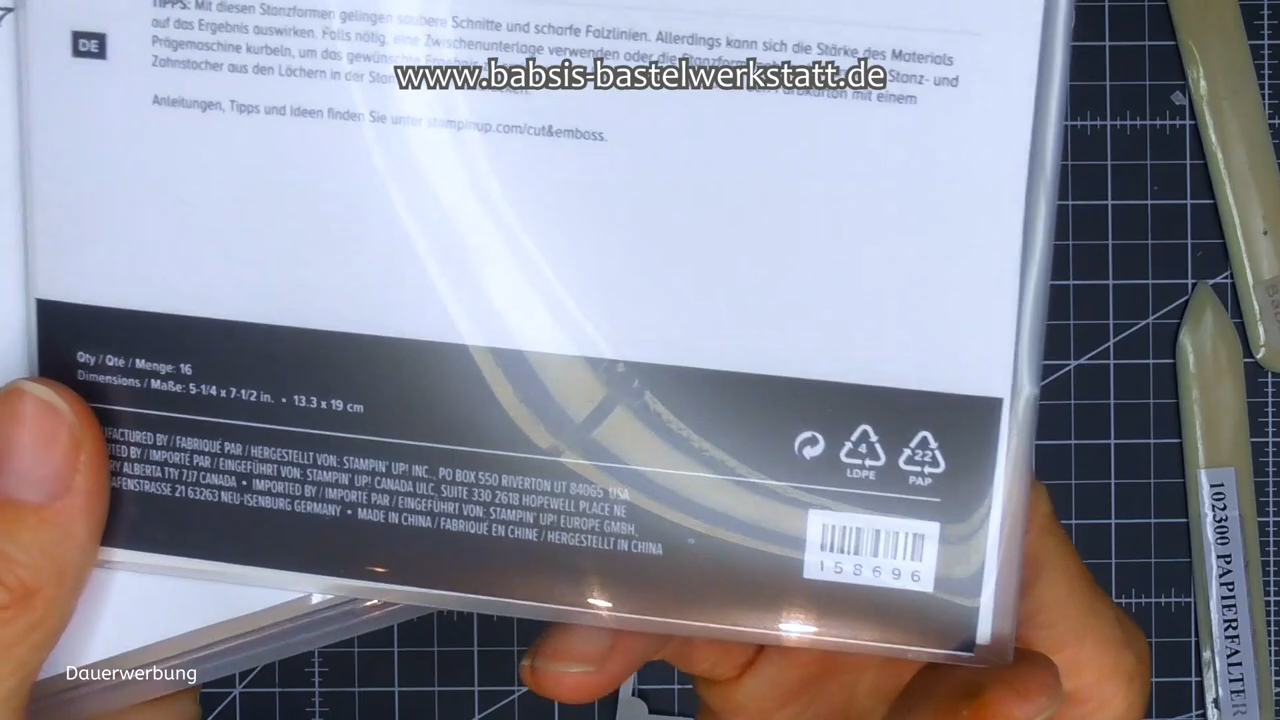 TIPPS: Mit diesen Stanzformen gelingen saubere Schnitte und scharfe Falzlinien. Allerdings kann sich die Stärke des Materials
auf das Ergebnis auswirken. Falls nötig, eine Zwischenunterlage verwenden oder die Stanz- und
Prägemaschine kurbeln, um das gewünschte Ergebnis
Zahnstocher aus den Löchern in der Farbkarton mit einem
DE
www.babsis-bastelwerkstatt.de
Anleitungen, Tipps und Ideen finden Sie unter stampinup.com/cut&emboss.
Qty / Qté / Menge: 16
Dimensions / Maße: 5-1/4 x 7-1/2 in. • 13.3 x 19 cm
UFACTURED BY / FABRIQUÉ PAR / HERGESTELLT VON: STAMPIN' UP! INC., PO BOX 550 RIVERTON UT 84065 USA
TED BY / IMPORTÉ PAR / EINGEFÜHRT VON: STAMPIN' UP! CANADA ULC, SUITE 330 2618 HOPEWELL PLACE NE
RY ALBERTA T1Y 7J7 CANADA • IMPORTED BY / IMPORTÉ PAR / EINGEFÜHRT VON: STAMPIN' UP! EUROPE GMBH,
AFENSTRASSE 21 63263 NEU-ISENBURG GERMANY • MADE IN CHINA / FABRIQUÉ EN CHINE / HERGESTELLT IN CHINA
4
LDPE
22
PAP
158696
102300 PAPIERFALTER
Dauerwerbung